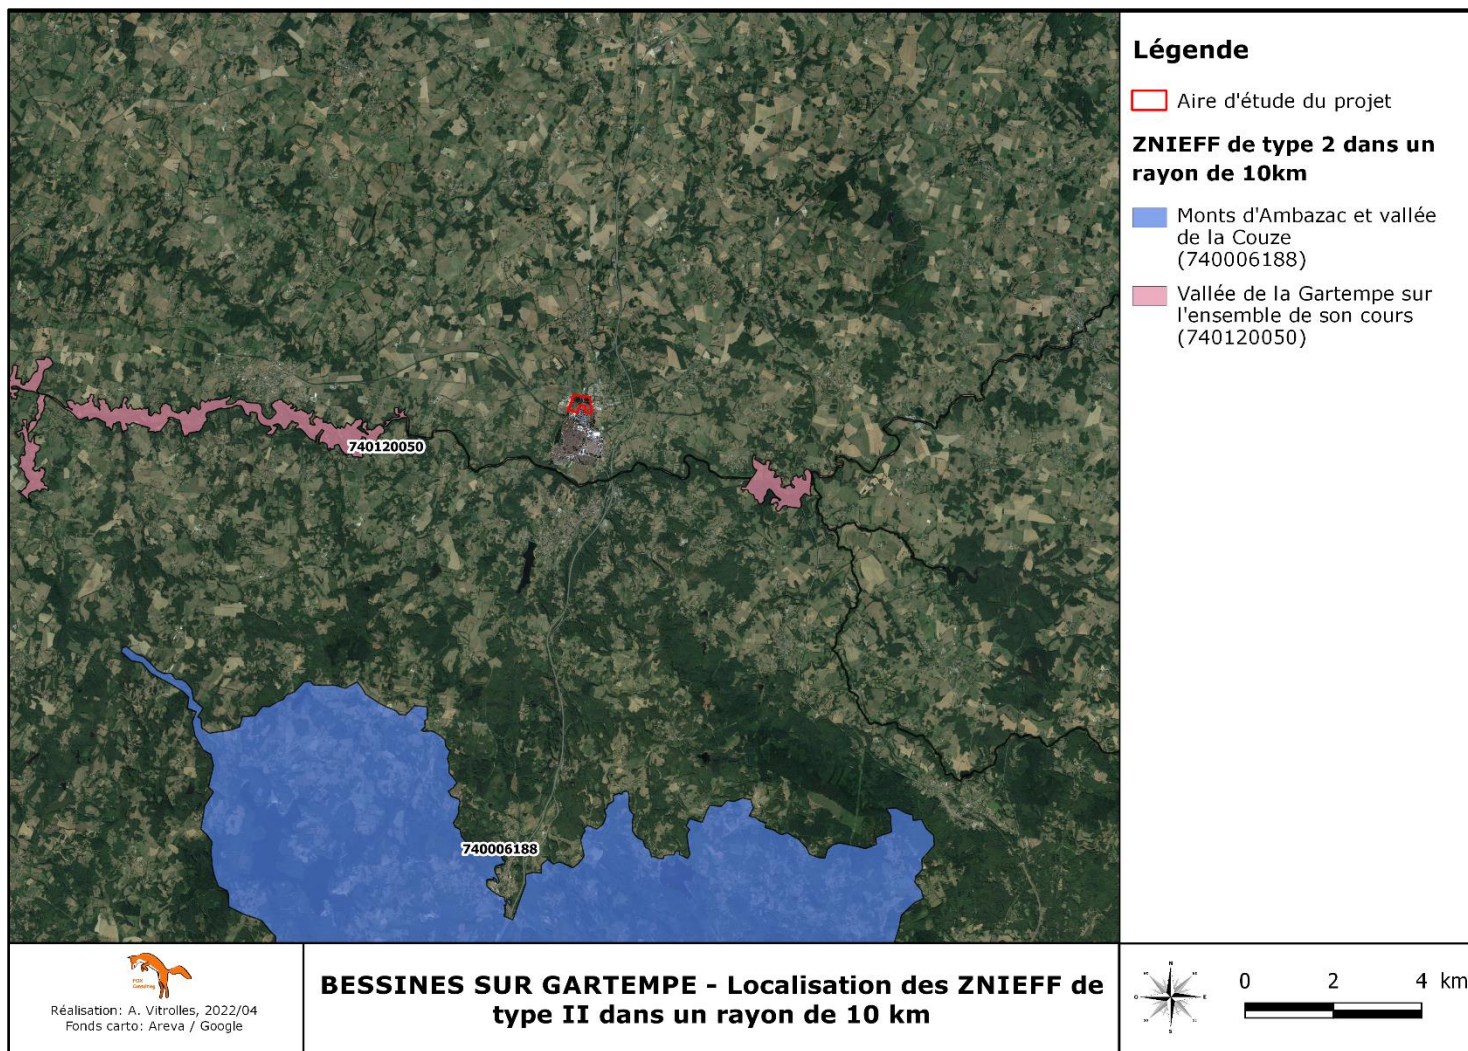 Légende
Aire d'étude du projet
ZNIEFF de type 2 dans un
rayon de 10km
Monts d'Ambazac et vallée
de la Couze
(740006188)
Vallée de la Gartempe sur
l'ensemble de son cours
(740120050)
740120050
740006188
FOX
Consulting
Réalisation: A. Vitrolles, 2022/04
Fonds carto: Areva / Google
BESSINES SUR GARTEMPE - Localisation des ZNIEFF de
type II dans un rayon de 10 km
N
O
E
S
0 2 4 km